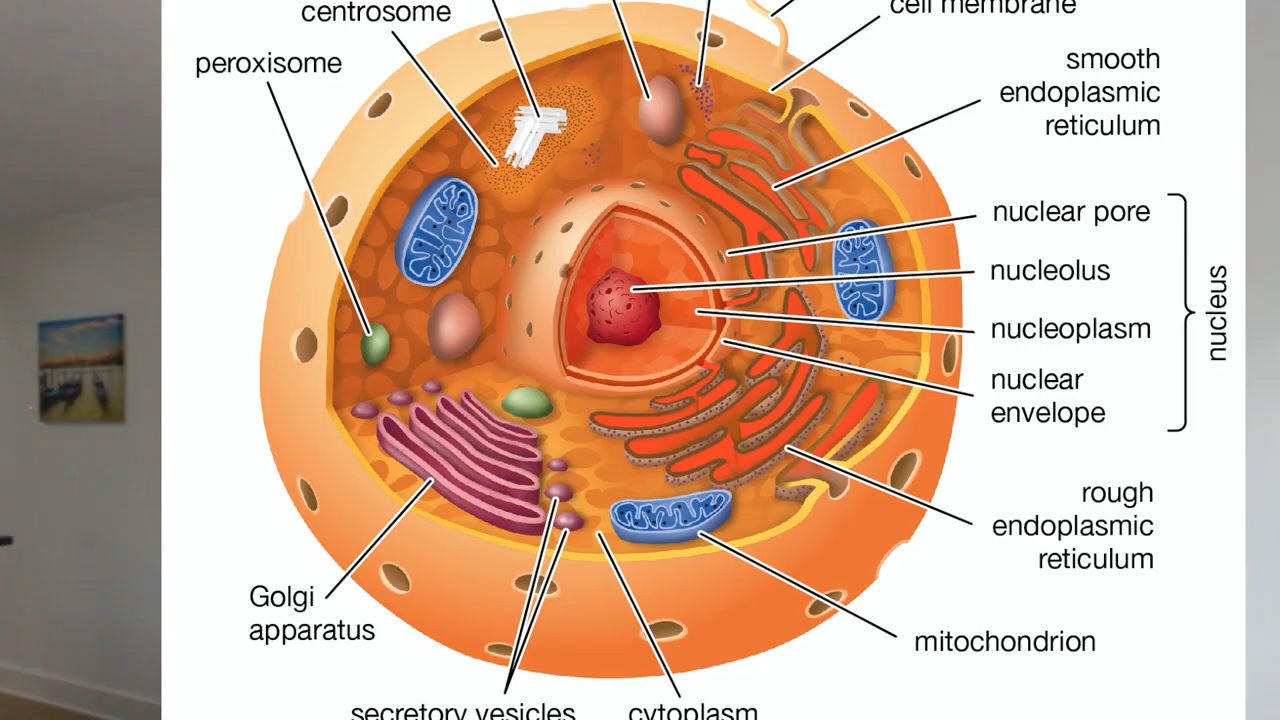 centrosome
cell membrane
peroxisome
smooth
endoplasmic
reticulum
nuclear pore
nucleolus
nucleoplasm
nuclear
envelope
nucleus
rough
endoplasmic
reticulum
Golgi
apparatus
mitochondrion
secretory vesicles
cytoplasm